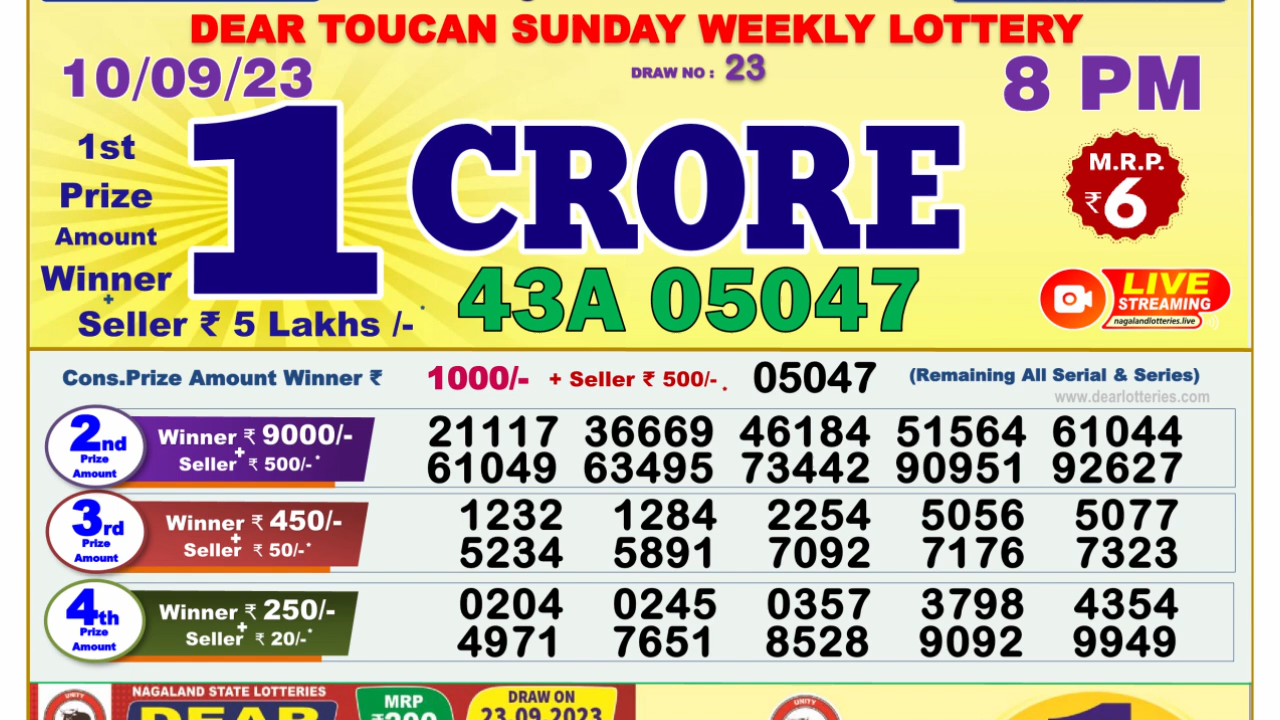 DEAR TOUCAN SUNDAY WEEKLY LOTTERY
10/09/23
DRAW NO : 23
8 PM
1st
Prize
Amount
Winner
+
Seller ₹ 5 Lakhs /-*
1 CRORE
43A 05047
M.R.P.
₹6
LIVE
STREAMING
nagalandlotteries.live
Cons.Prize Amount Winner ₹ 1000/- + Seller ₹ 500/-. 05047 (Remaining All Serial & Series)
www.dearlotteries.com
2nd
Prize
Amount
Winner ₹ 9000/-
+
Seller ₹ 500/-*
21117 36669 46184 51564 61044
61049 63495 73442 90951 92627
3rd
Prize
Amount
Winner ₹ 450/-
+
Seller ₹ 50/-*
1232 1284 2254 5056 5077
5234 5891 7092 7176 7323
4th
Prize
Amount
Winner ₹ 250/-
+
Seller ₹ 20/-*
0204 0245 0357 3798 4354
4971 7651 8528 9092 9949
UNITY
NAGALAND STATE LOTTERIES
DEAR
MRP
DRAW ON
23.09.2023
UNITY
1